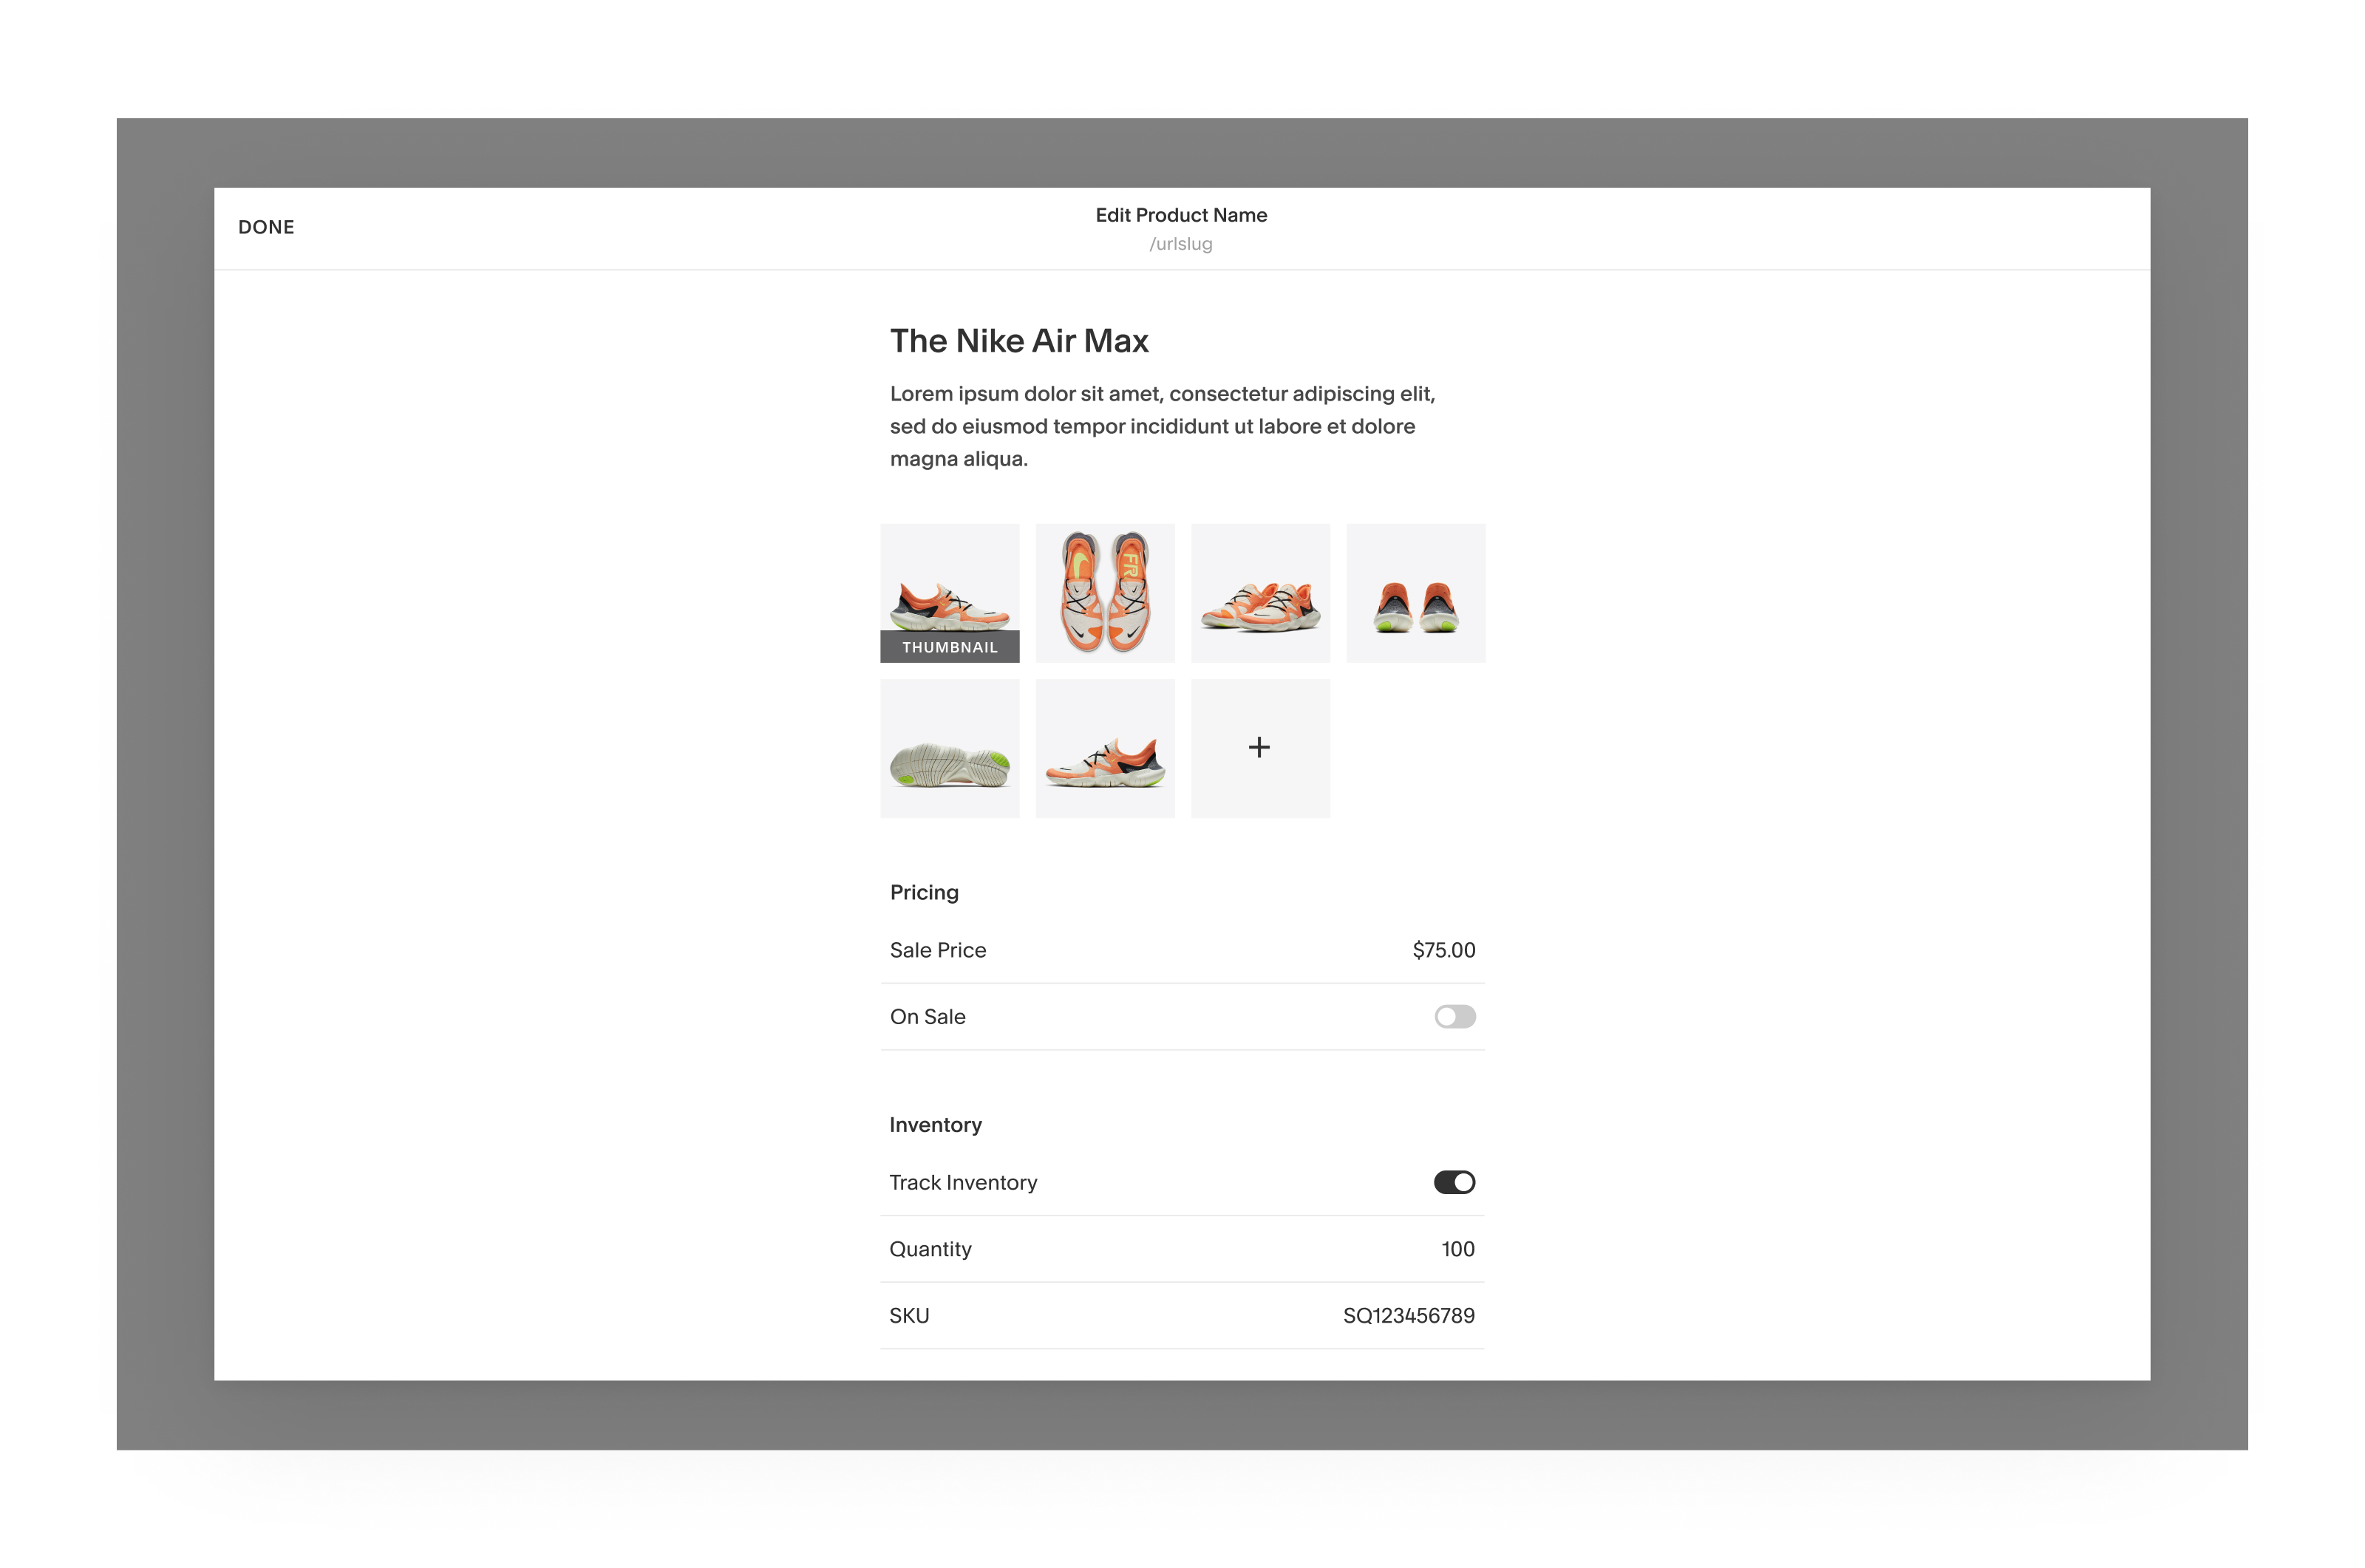 DONE
Edit Product Name
/urlslug
The Nike Air Max
Lorem ipsum dolor sit amet, consectetur adipiscing elit,
sed do eiusmod tempor incididunt ut labore et dolore
magna aliqua.
FR
THUMBNAIL
+
Pricing
Sale Price $75.00
On Sale
Inventory
Track Inventory
Quantity 100
SKU SQ123456789